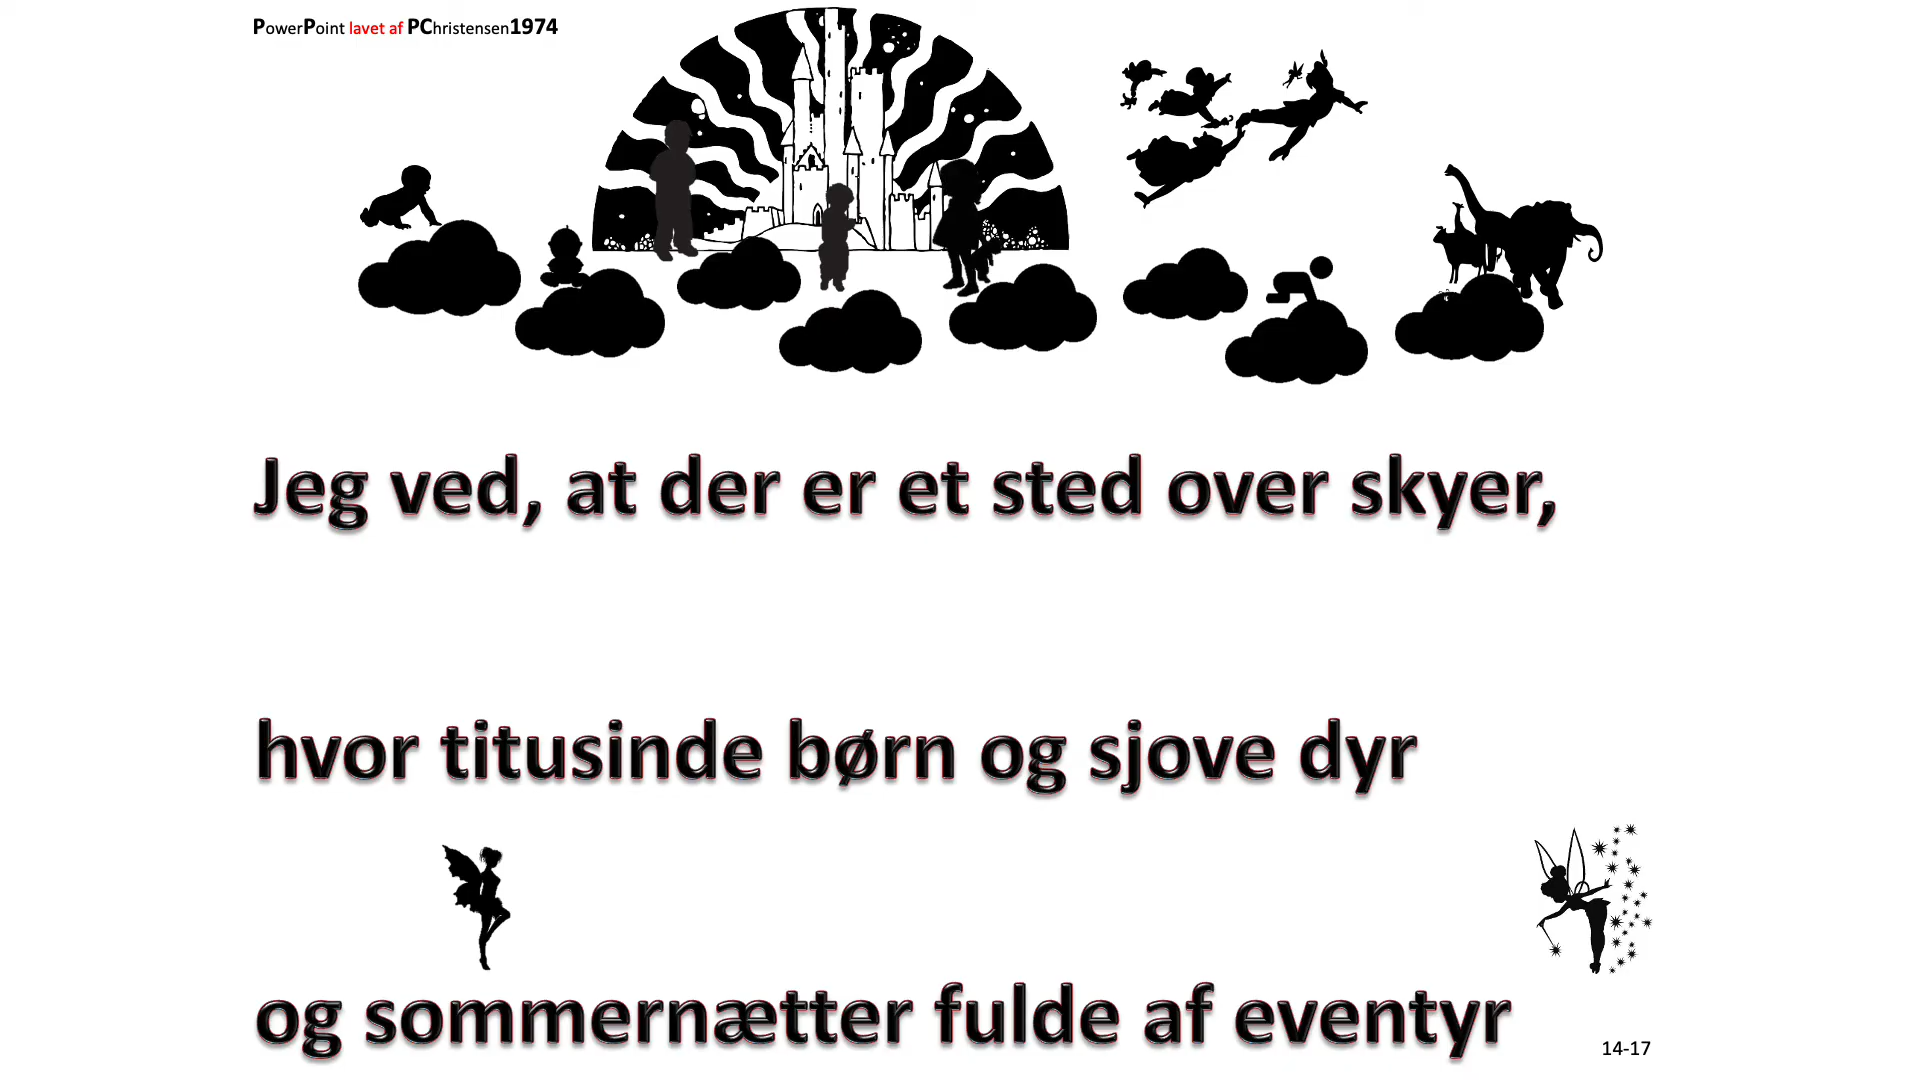 PowerPoint lavet af PChristensen1974
Jeg ved, at der er et sted over skyer,
hvor titusinde børn og sjove dyr
og sommernætter fulde af eventyr
14-17